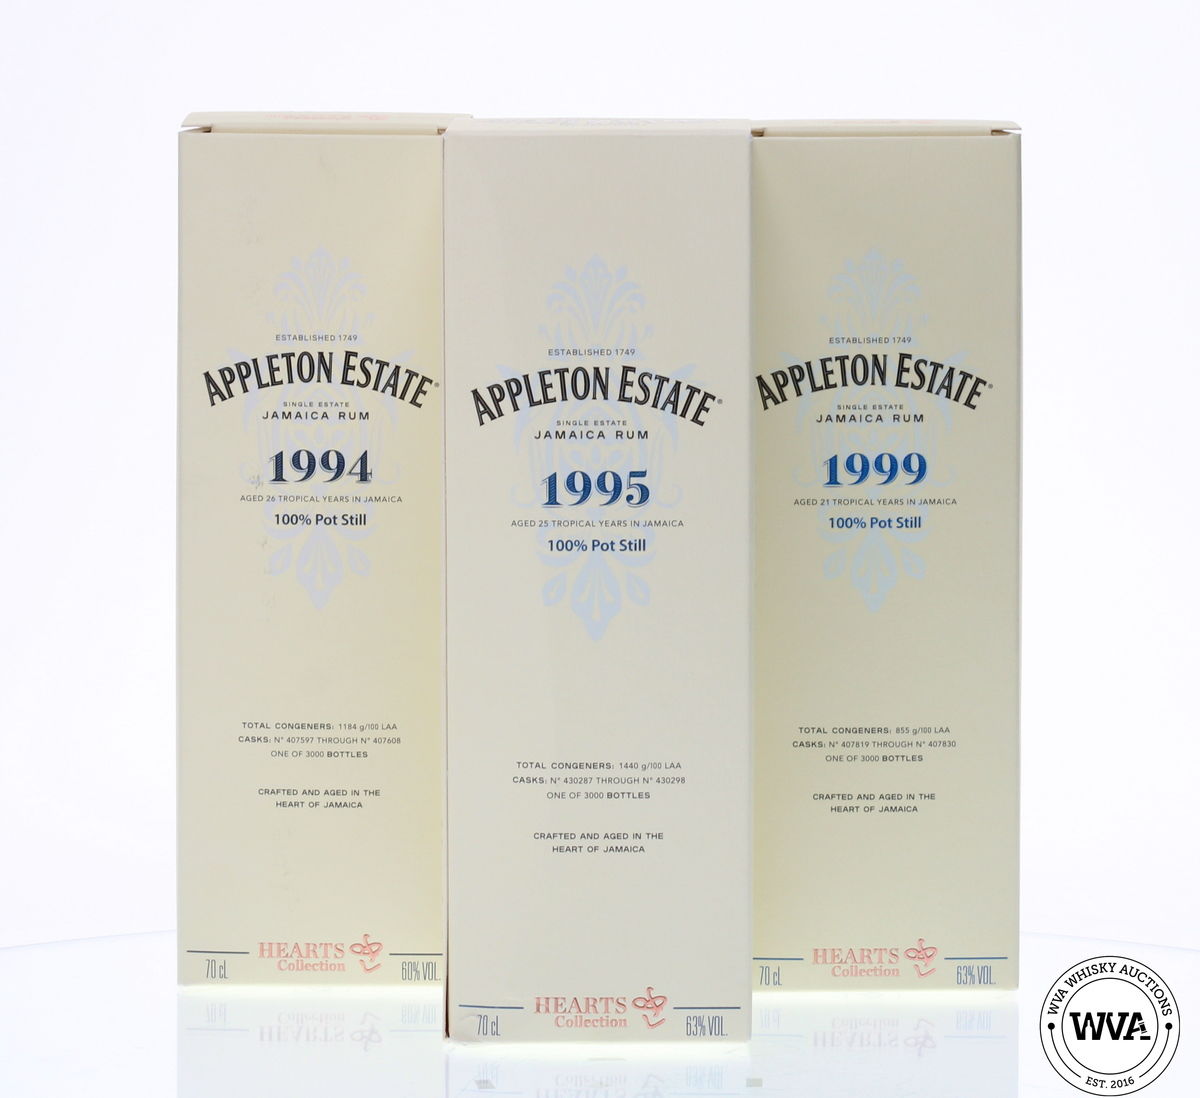 ESTABLISHED 1749
APPLETON ESTATE®
SINGLE ESTATE
JAMAICA RUM
1994
AGED 26 TROPICAL YEARS IN JAMAICA
100% Pot Still
TOTAL CONGENERS: 1184 g/100 LAA
CASKS: N° 407597 THROUGH N° 407608
ONE OF 3000 BOTTLES
CRAFTED AND AGED IN THE
HEART OF JAMAICA
HEARTS
Collection
70 cL
60% VOL.
ESTABLISHED 1749
APPLETON ESTATE®
SINGLE ESTATE
JAMAICA RUM
1995
AGED 25 TROPICAL YEARS IN JAMAICA
100% Pot Still
TOTAL CONGENERS: 1440 g/100 LAA
CASKS: N° 430287 THROUGH N° 430298
ONE OF 3000 BOTTLES
CRAFTED AND AGED IN THE
HEART OF JAMAICA
HEARTS
Collection
70 cL
63% VOL.
ESTABLISHED 1749
APPLETON ESTATE®
SINGLE ESTATE
JAMAICA RUM
1999
AGED 21 TROPICAL YEARS IN JAMAICA
100% Pot Still
TOTAL CONGENERS: 855 g/100 LAA
CASKS: N° 407819 THROUGH N° 407830
ONE OF 3000 BOTTLES
CRAFTED AND AGED IN THE
HEART OF JAMAICA
HEARTS
Collection
70 cL
63% VOL.
WVA WHISKY AUCTIONS
WVA
EST. 2016